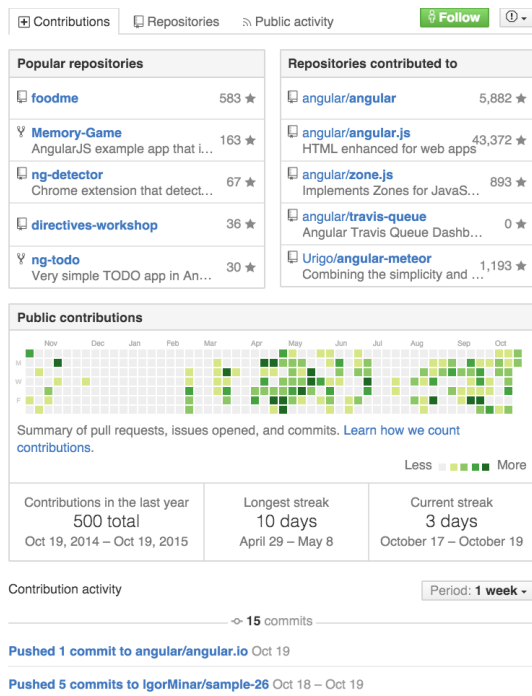 Contributions
Repositories
Public activity
Follow
Popular repositories
foodme 583
Memory-Game 163
AngularJS example app that i...
ng-detector 67
Chrome extension that detect...
directives-workshop 36
ng-todo 30
Very simple TODO app in An...
Repositories contributed to
angular/angular 5,882
angular/angular.js 43,372
HTML enhanced for web apps
angular/zone.js 893
Implements Zones for JavaS...
angular/travis-queue 0
Angular Travis Queue Dashb...
Urigo/angular-meteor 1,193
Combining the simplicity and ...
Public contributions
Nov Dec Jan Feb Mar Apr May Jun Jul Aug Sep Oct
M
W
F
Summary of pull requests, issues opened, and commits. Learn how we count
contributions.
Less More
Contributions in the last year
500 total
Oct 19, 2014 – Oct 19, 2015
Longest streak
10 days
April 29 – May 8
Current streak
3 days
October 17 – October 19
Contribution activity
Period: 1 week
15 commits
Pushed 1 commit to angular/angular.io Oct 19
Pushed 5 commits to IgorMinar/sample-26 Oct 18 – Oct 19